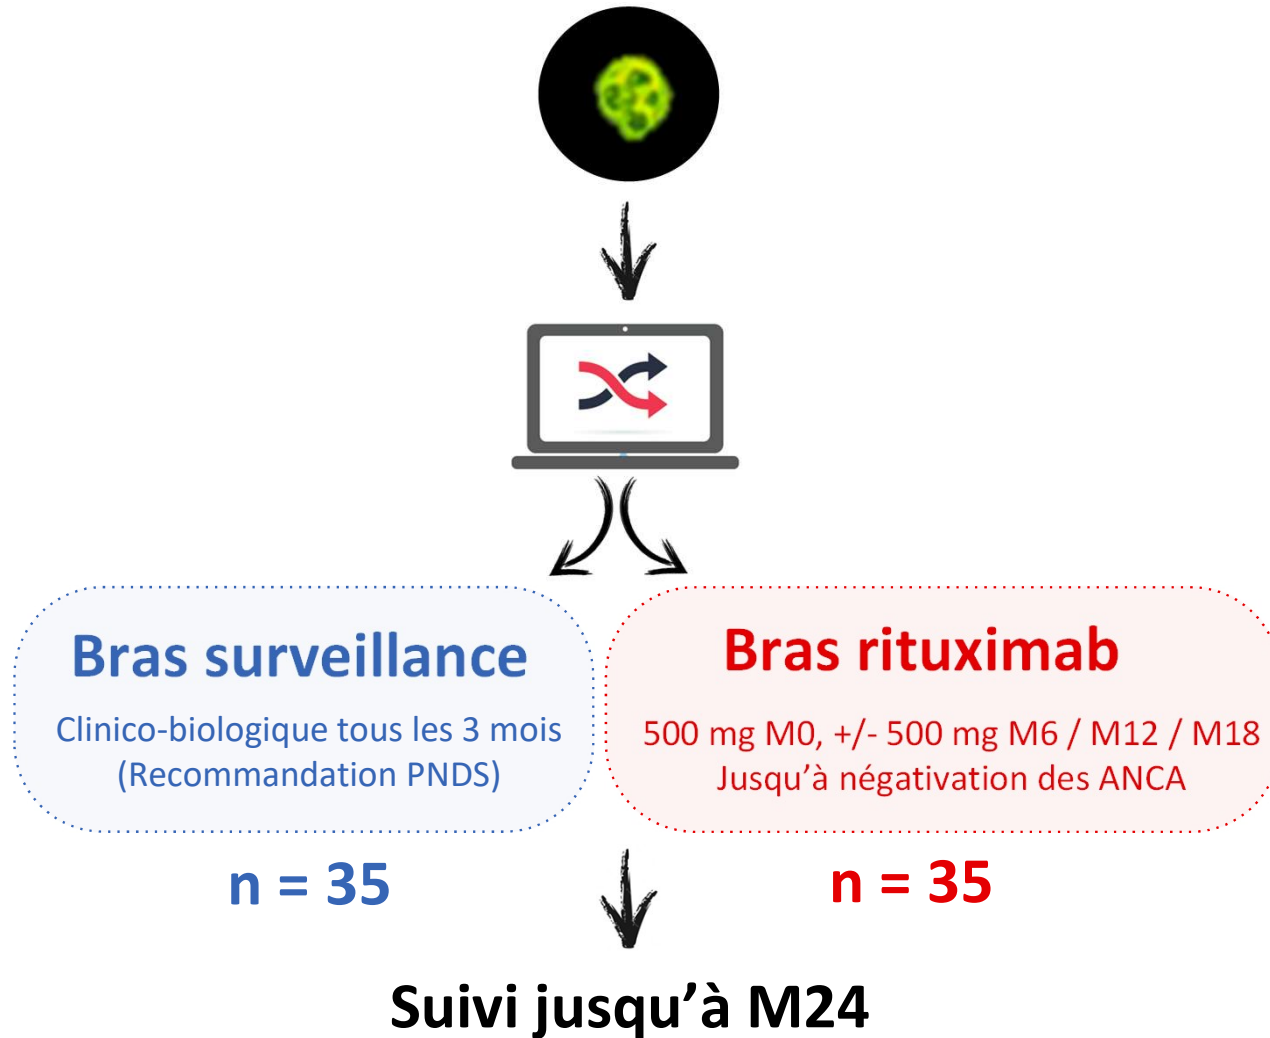 Bras surveillance
Clinico-biologique tous les 3 mois
(Recommandation PNDS)
n = 35
Bras rituximab
500 mg M0, +/- 500 mg M6 / M12 / M18
Jusqu’à négativation des ANCA
n = 35
Suivi jusqu’à M24